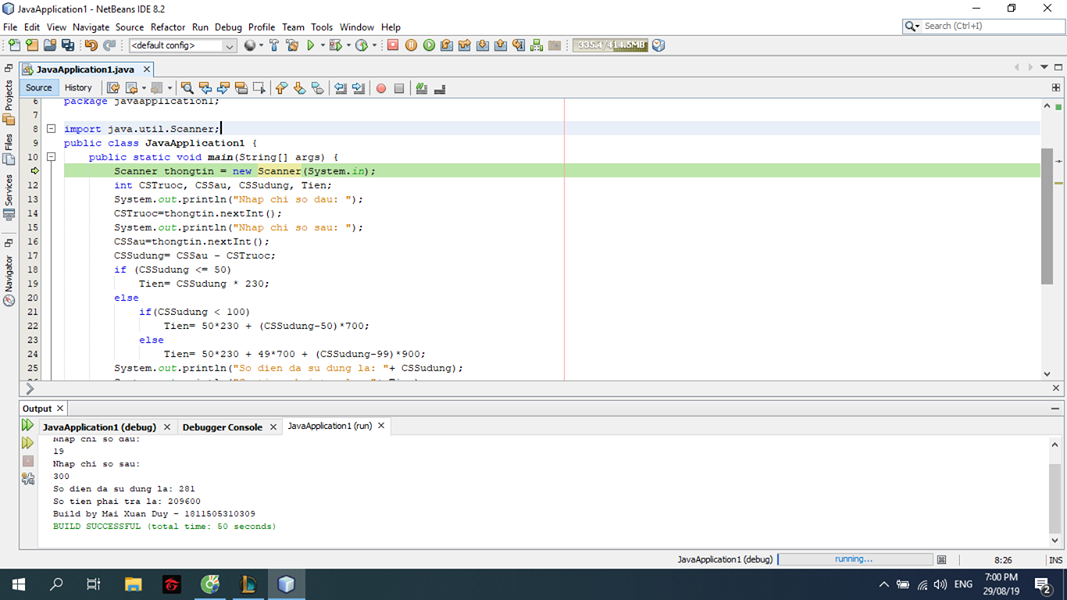 JavaApplication1 - NetBeans IDE 8.2
File Edit View Navigate Source Refactor Run Debug Profile Team Tools Window Help
Search (Ctrl+I)
<default config>
335.4/414.5MB
JavaApplication1.java
Source History
Projects
Files
Services
Navigator
6 package javaapplication1;
7
8 import java.util.Scanner;
9 public class JavaApplication1 {
10 public static void main(String[] args) {
Scanner thongtin = new Scanner(System.in);
12 int CSTruoc, CSSau, CSSudung, Tien;
13 System.out.println("Nhap chi so dau: ");
14 CSTruoc=thongtin.nextInt();
15 System.out.println("Nhap chi so sau: ");
16 CSSau=thongtin.nextInt();
17 CSSudung= CSSau - CSTruoc;
18 if (CSSudung <= 50)
19 Tien= CSSudung * 230;
20 else
21 if(CSSudung < 100)
22 Tien= 50*230 + (CSSudung-50)*700;
23 else
24 Tien= 50*230 + 49*700 + (CSSudung-99)*900;
25 System.out.println("So dien da su dung la: "+ CSSudung);
Output
JavaApplication1 (debug) Debugger Console JavaApplication1 (run)
Nhap chi so dau:
19
Nhap chi so sau:
300
So dien da su dung la: 281
So tien phai tra la: 209600
Build by Mai Xuan Duy - 1811505310309
BUILD SUCCESSFUL (total time: 50 seconds)
JavaApplication1 (debug) running... 8:26 INS
ENG
7:00 PM
29/08/19
2